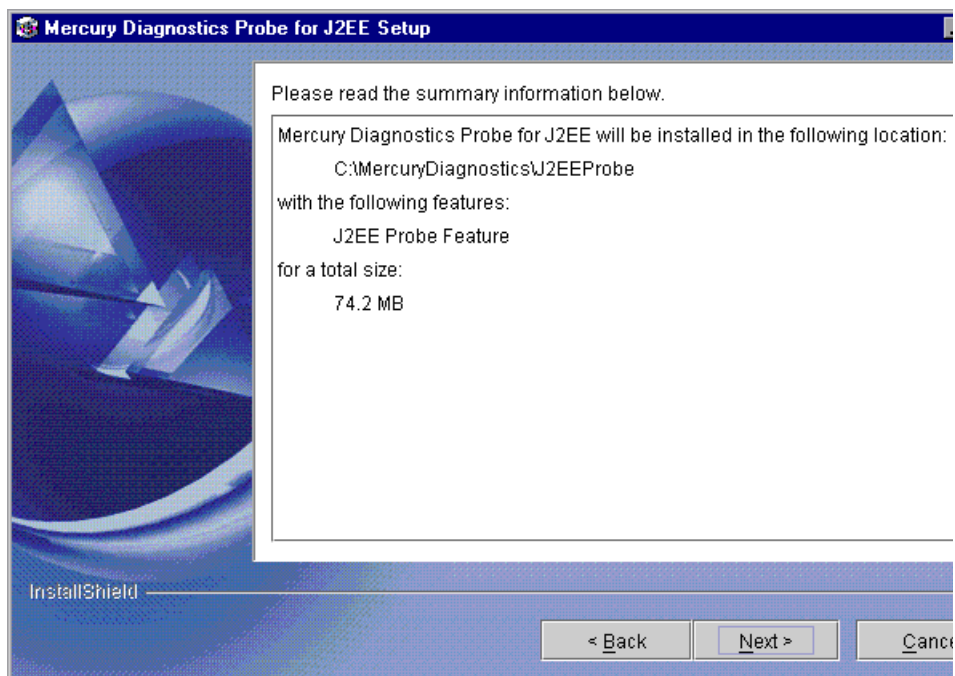 Mercury Diagnostics Probe for J2EE Setup
Please read the summary information below.
Mercury Diagnostics Probe for J2EE will be installed in the following location:
C:\MercuryDiagnostics\J2EEProbe
with the following features:
J2EE Probe Feature
for a total size:
74.2 MB
InstallShield
< Back
Next >
Cance